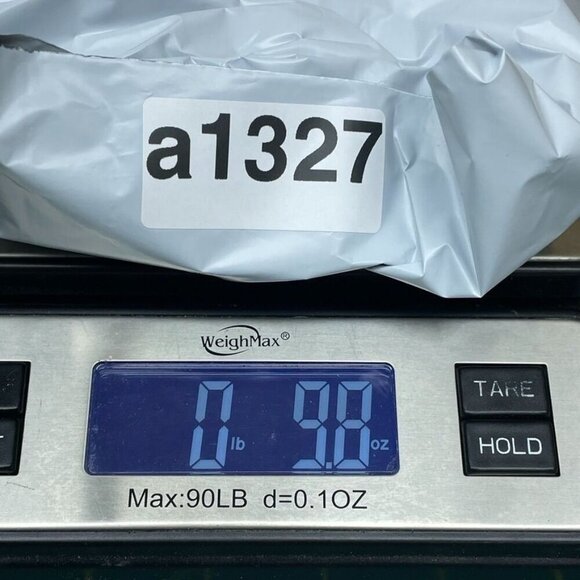 a1327
WeighMax®
0 lb 9.8 oz
TARE
HOLD
Max:90LB d=0.1OZ